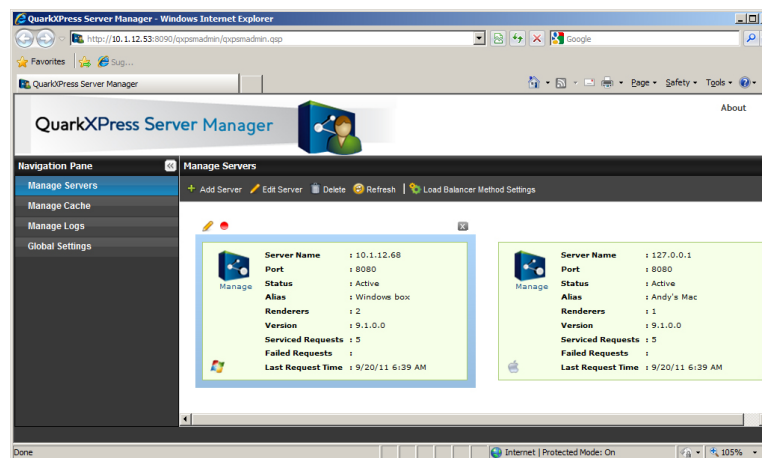 QuarkXPress Server Manager - Windows Internet Explorer
http://10.1.12.53:8090/qxpsmadmin/qxpsmadmin.qsp
Google
Favorites Sug...
QuarkXPress Server Manager
Page Safety Tools
About
QuarkXPress Server Manager
Navigation Pane
Manage Servers
Manage Cache
Manage Logs
Global Settings
Manage Servers
Add Server Edit Server Delete Refresh | Load Balancer Method Settings
Manage
Server Name : 10.1.12.68
Port : 8080
Status : Active
Alias : Windows box
Renderers : 2
Version : 9.1.0.0
Serviced Requests : 5
Failed Requests :
Last Request Time : 9/20/11 6:39 AM
Manage
Server Name : 127.0.0.1
Port : 8080
Status : Active
Alias : Andy's Mac
Renderers : 1
Version : 9.1.0.0
Serviced Requests : 5
Failed Requests :
Last Request Time : 9/20/11 6:39 AM
Done
Internet | Protected Mode: On
105%